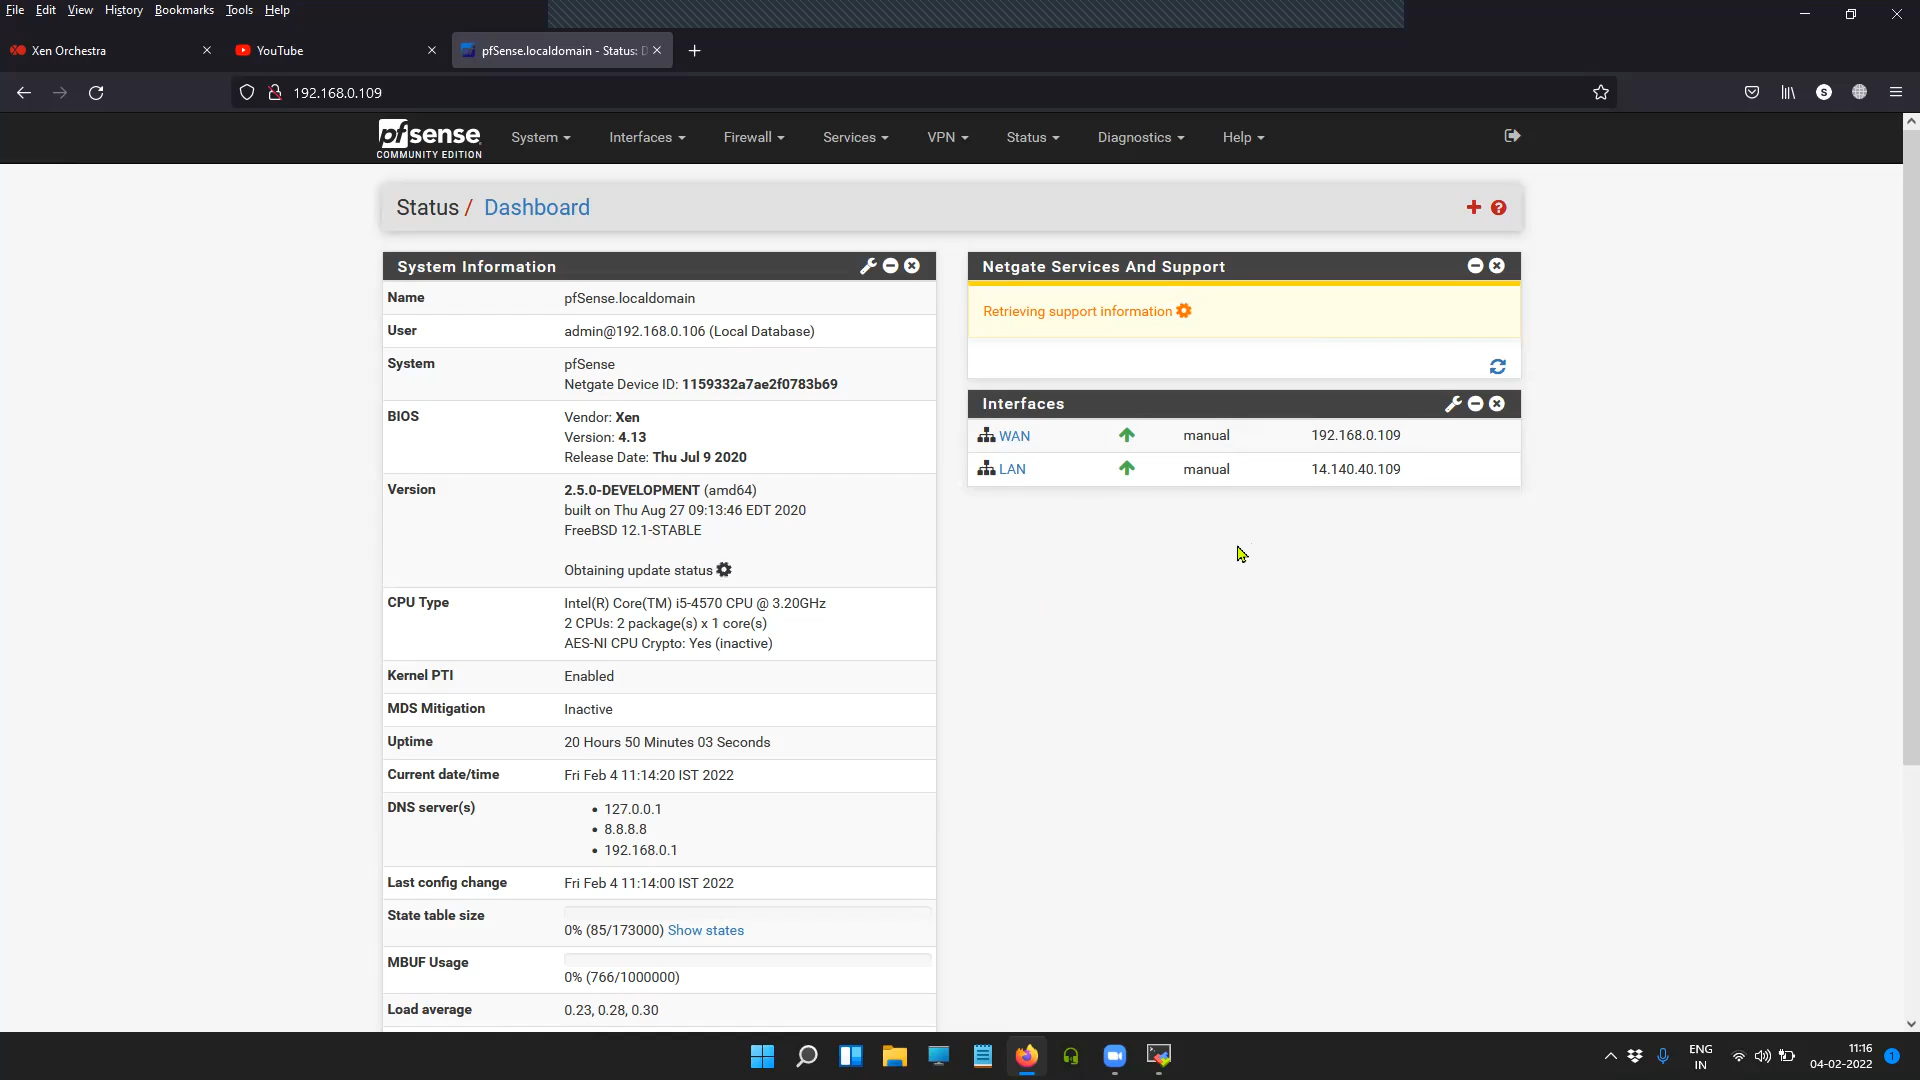 File Edit View History Bookmarks Tools Help
Xen Orchestra
YouTube
pfSense.localdomain - Status: D
192.168.0.109
S
pfsense
COMMUNITY EDITION
System Interfaces Firewall Services VPN Status Diagnostics Help
Status / Dashboard
System Information
Name pfSense.localdomain
User admin@192.168.0.106 (Local Database)
System pfSense
Netgate Device ID: 1159332a7ae2f0783b69
BIOS Vendor: Xen
Version: 4.13
Release Date: Thu Jul 9 2020
Version 2.5.0-DEVELOPMENT (amd64)
built on Thu Aug 27 09:13:46 EDT 2020
FreeBSD 12.1-STABLE
Obtaining update status
CPU Type Intel(R) Core(TM) i5-4570 CPU @ 3.20GHz
2 CPUs: 2 package(s) x 1 core(s)
AES-NI CPU Crypto: Yes (inactive)
Kernel PTI Enabled
MDS Mitigation Inactive
Uptime 20 Hours 50 Minutes 03 Seconds
Current date/time Fri Feb 4 11:14:20 IST 2022
DNS server(s)
• 127.0.0.1
• 8.8.8.8
• 192.168.0.1
Last config change Fri Feb 4 11:14:00 IST 2022
State table size 0% (85/173000) Show states
MBUF Usage 0% (766/1000000)
Load average 0.23, 0.28, 0.30
Netgate Services And Support
Retrieving support information
Interfaces
WAN manual 192.168.0.109
LAN manual 14.140.40.109
ENG
IN
11:16
04-02-2022
1